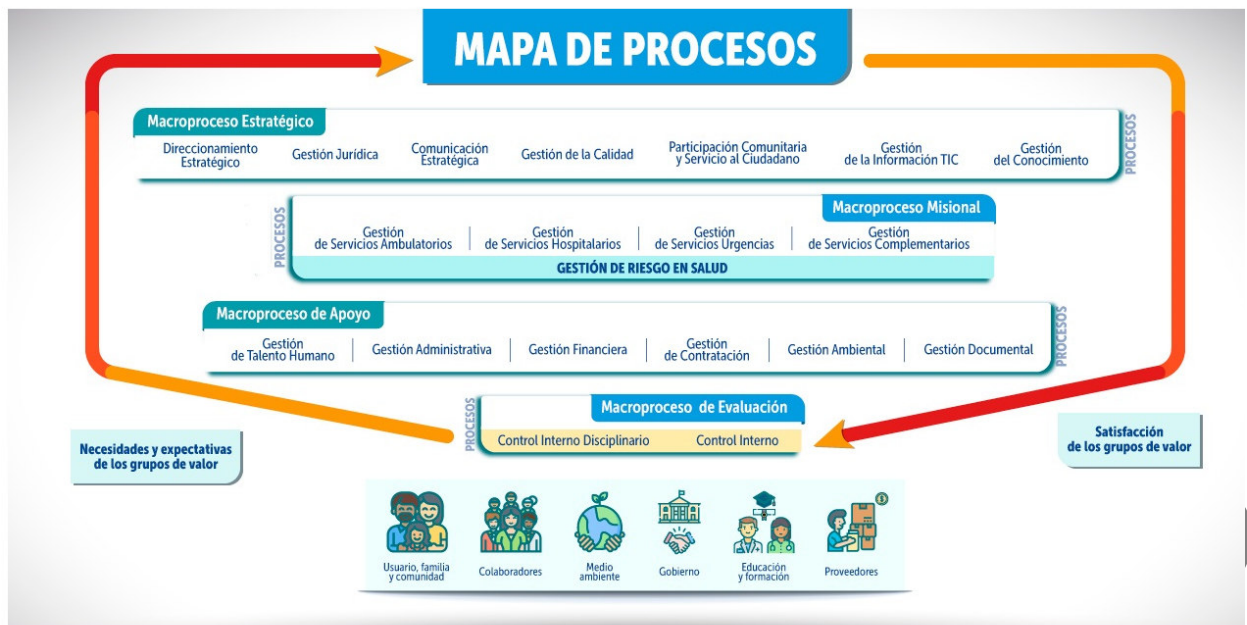 MAPA DE PROCESOS
Macroproceso Estratégico
Direccionamiento
Estratégico
Gestión Jurídica
Comunicación
Estratégica
Gestión de la Calidad
Participación Comunitaria
y Servicio al Ciudadano
Gestión
de la Información TIC
Gestión
del Conocimiento
PROCESOS
Macroproceso Misional
PROCESOS
Gestión
de Servicios Ambulatorios
Gestión
de Servicios Hospitalarios
Gestión
de Servicios Urgencias
Gestión
de Servicios Complementarios
GESTIÓN DE RIESGO EN SALUD
Macroproceso de Apoyo
Gestión
de Talento Humano
Gestión Administrativa
Gestión Financiera
Gestión
de Contratación
Gestión Ambiental
Gestión Documental
PROCESOS
Macroproceso de Evaluación
PROCESOS
Control Interno Disciplinario
Control Interno
Necesidades y expectativas
de los grupos de valor
Satisfacción
de los grupos de valor
$
Usuario, familia
y comunidad
Colaboradores
Medio
ambiente
Gobierno
Educación
y formación
Proveedores